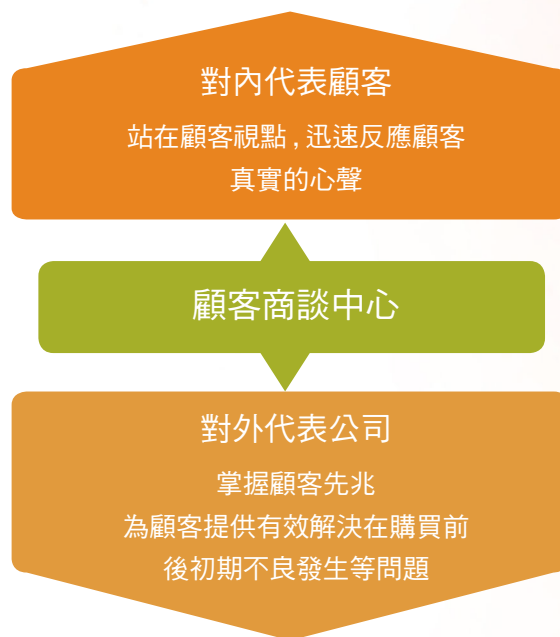 對內代表顧客
站在顧客視點,迅速反應顧客
真實的心聲
顧客商談中心
對外代表公司
掌握顧客先兆
為顧客提供有效解決在購買前
後初期不良發生等問題